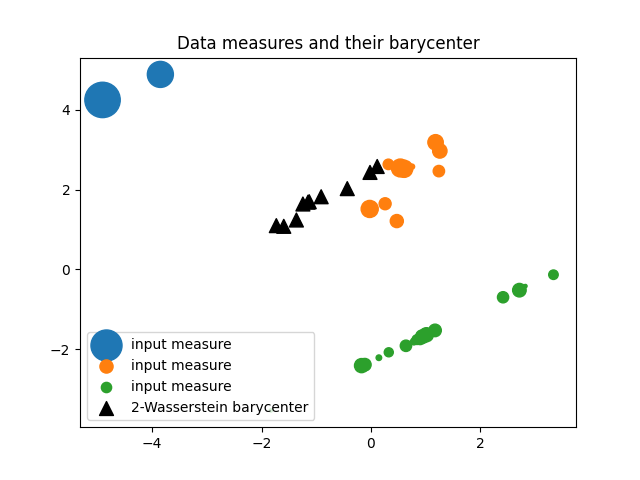 Data measures and their barycenter
4
2
0
−2
−4
−2
0
2
input measure
input measure
input measure
2-Wasserstein barycenter